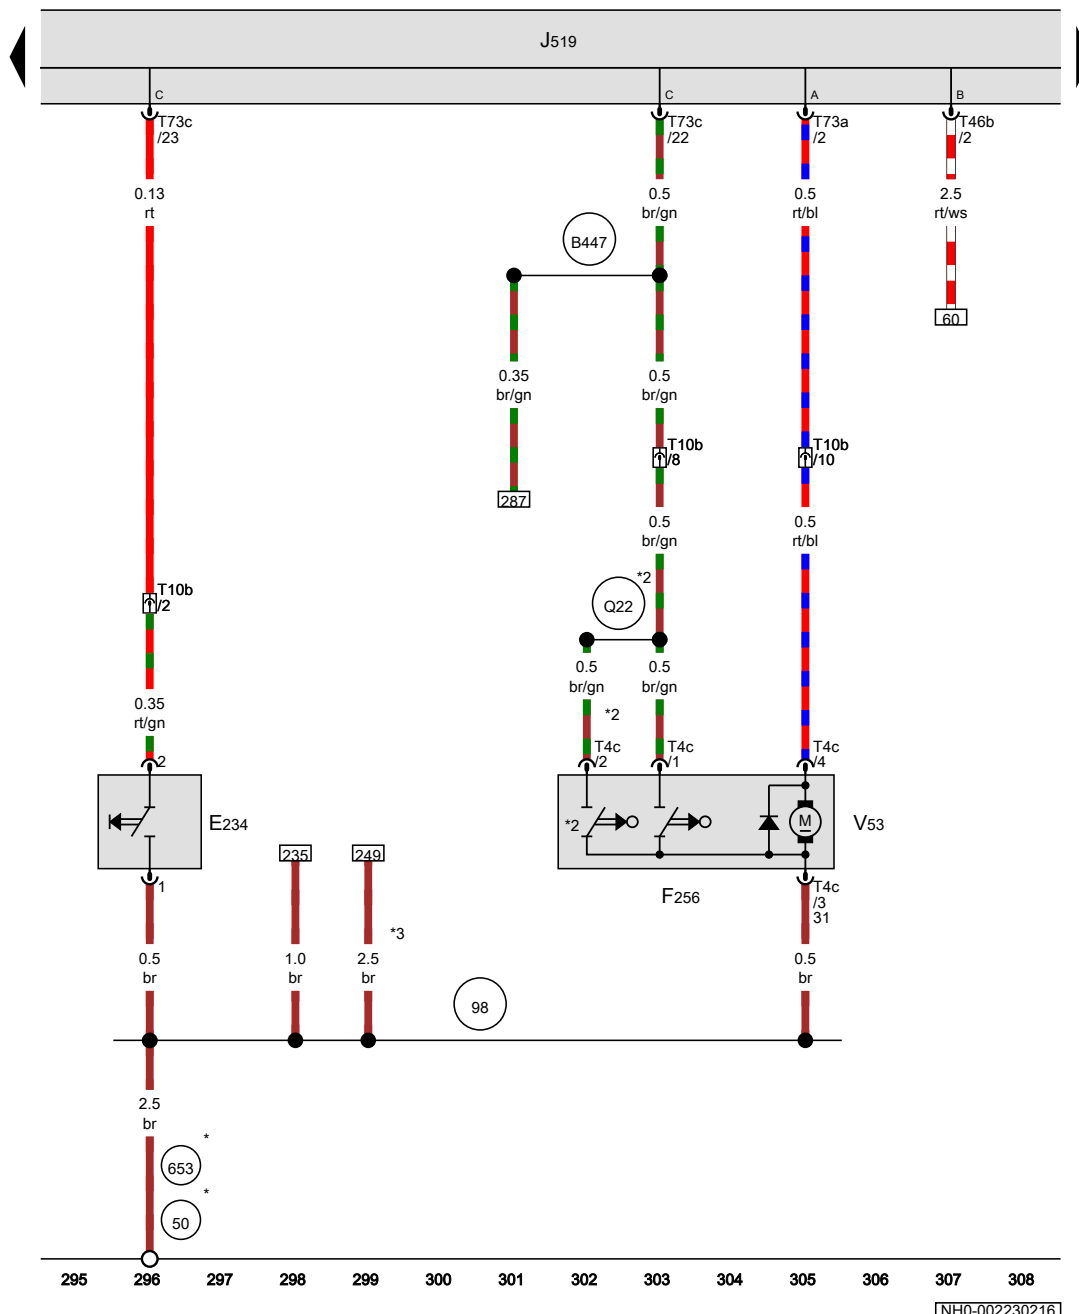 J519
C
C
A
B
T73c
/23
T73c
/22
T73a
/2
T46b
/2
0.13
rt
0.5
br/gn
0.5
rt/bl
2.5
rt/ws
B447
60
0.35
br/gn
0.5
br/gn
T10b
/8
T10b
/10
287
0.5
br/gn
0.5
rt/bl
*2
T10b
/2
Q22
0.5
br/gn
0.5
br/gn
0.35
rt/gn
*2
2
T4c
/2
T4c
/1
T4c
/4
E234
*2
M
V53
235
249
1
F256
T4c
/3
31
*3
0.5
br
1.0
br
2.5
br
0.5
br
98
2.5
br
*
653
*
50
295 296 297 298 299 300 301 302 303 304 305 306 307 308
NH0-002230216